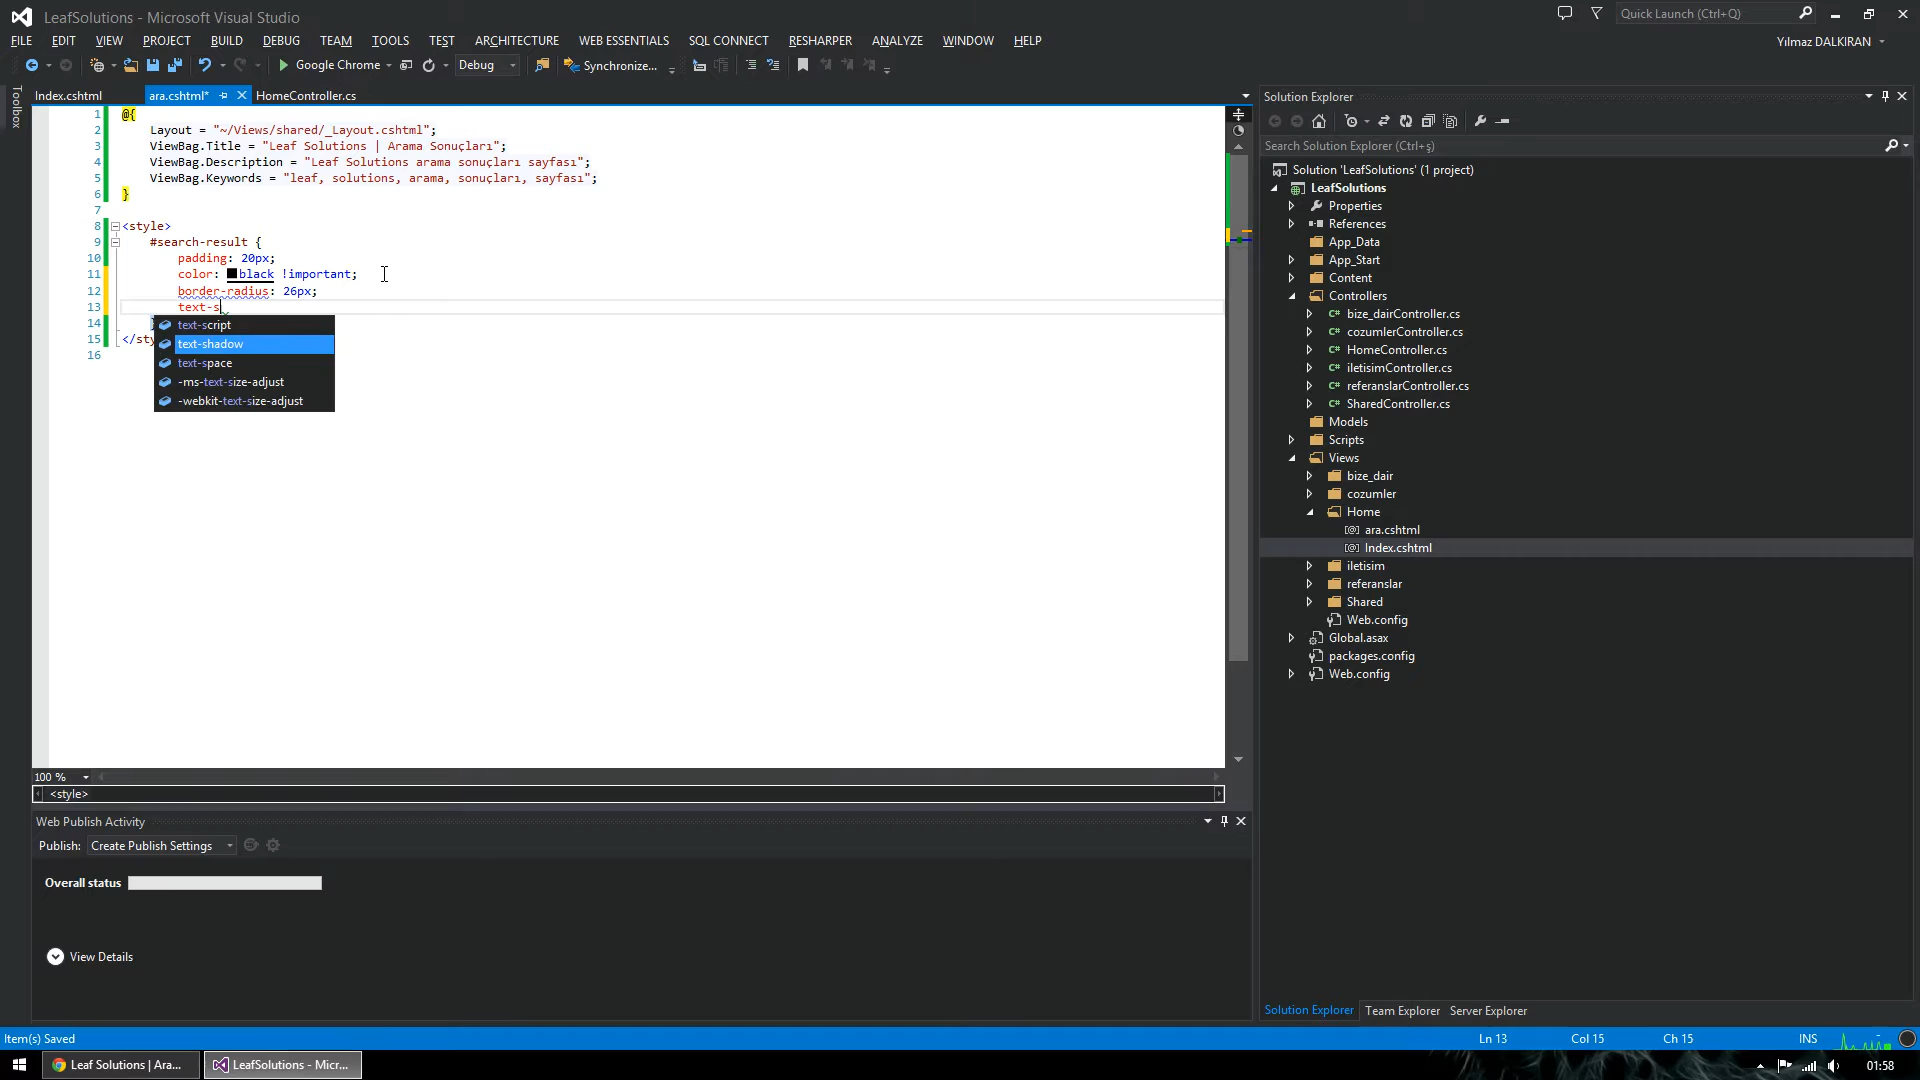 LeafSolutions - Microsoft Visual Studio
Quick Launch (Ctrl+Q)
FILE EDIT VIEW PROJECT BUILD DEBUG TEAM TOOLS TEST ARCHITECTURE WEB ESSENTIALS SQL CONNECT RESHARPER ANALYZE WINDOW HELP
Yılmaz DALKIRAN
Google Chrome Debug Synchronize...
Toolbox
Index.cshtml ara.cshtml* HomeController.cs
1 @{
2 Layout = "~/Views/shared/_Layout.cshtml";
3 ViewBag.Title = "Leaf Solutions | Arama Sonuçları";
4 ViewBag.Description = "Leaf Solutions arama sonuçları sayfası";
5 ViewBag.Keywords = "leaf, solutions, arama, sonuçları, sayfası";
6 }
7
8 <style>
9 #search-result {
10 padding: 20px;
11 color: black !important;
12 border-radius: 26px;
13 text-s
14
15 </sty
16
text-script
text-shadow
text-space
-ms-text-size-adjust
-webkit-text-size-adjust
100 %
<style>
Web Publish Activity
Publish: Create Publish Settings
Overall status
View Details
Solution Explorer
Search Solution Explorer (Ctrl+ş)
Solution 'LeafSolutions' (1 project)
LeafSolutions
Properties
References
App_Data
App_Start
Content
Controllers
C# bize_dairController.cs
C# cozumlerController.cs
C# HomeController.cs
C# iletisimController.cs
C# referanslarController.cs
C# SharedController.cs
Models
Scripts
Views
bize_dair
cozumler
Home
[@] ara.cshtml
[@] Index.cshtml
iletisim
referanslar
Shared
Web.config
Global.asax
packages.config
Web.config
Solution Explorer Team Explorer Server Explorer
Item(s) Saved Ln 13 Col 15 Ch 15 INS
Leaf Solutions | Ara... LeafSolutions - Micr... 01:58